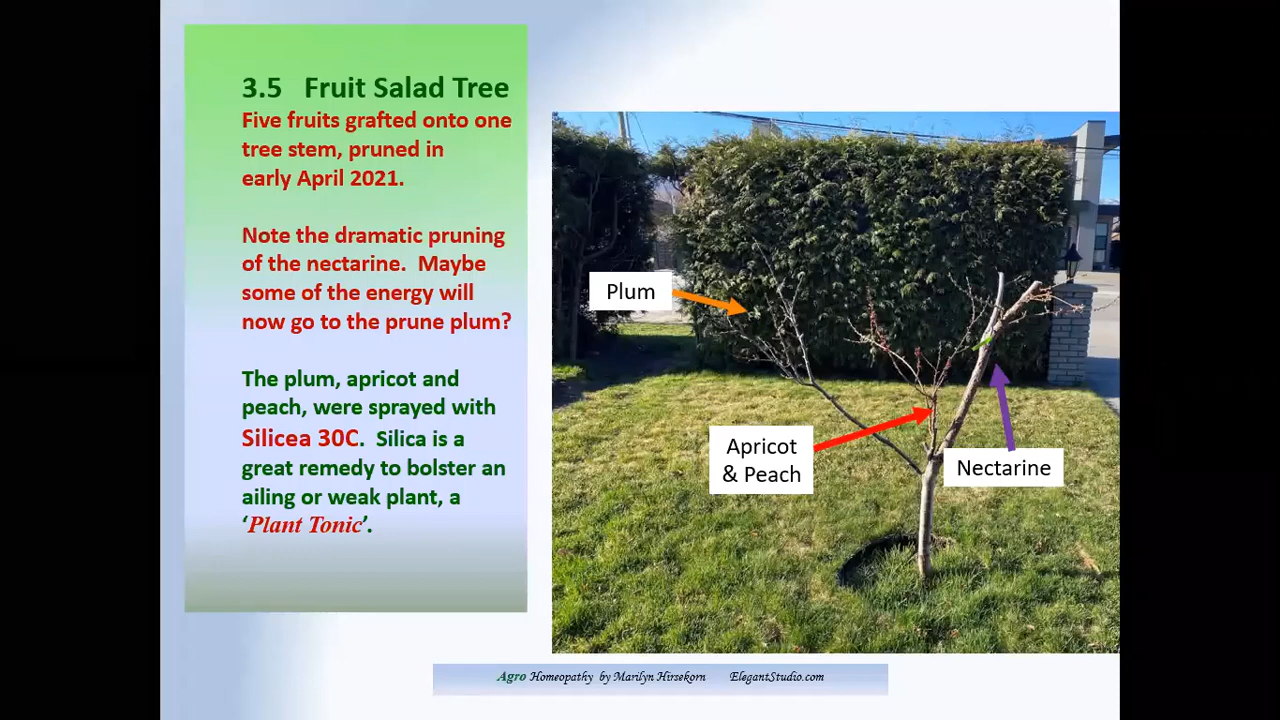 3.5 Fruit Salad Tree
Five fruits grafted onto one
tree stem, pruned in
early April 2021.
Note the dramatic pruning
of the nectarine. Maybe
some of the energy will
now go to the prune plum?
The plum, apricot and
peach, were sprayed with
Silicea 30C. Silica is a
great remedy to bolster an
ailing or weak plant, a
‘Plant Tonic’.
Plum
Apricot
& Peach
Nectarine
Agro Homeopathy by Marilyn Hirsekorn ElegantStudio.com